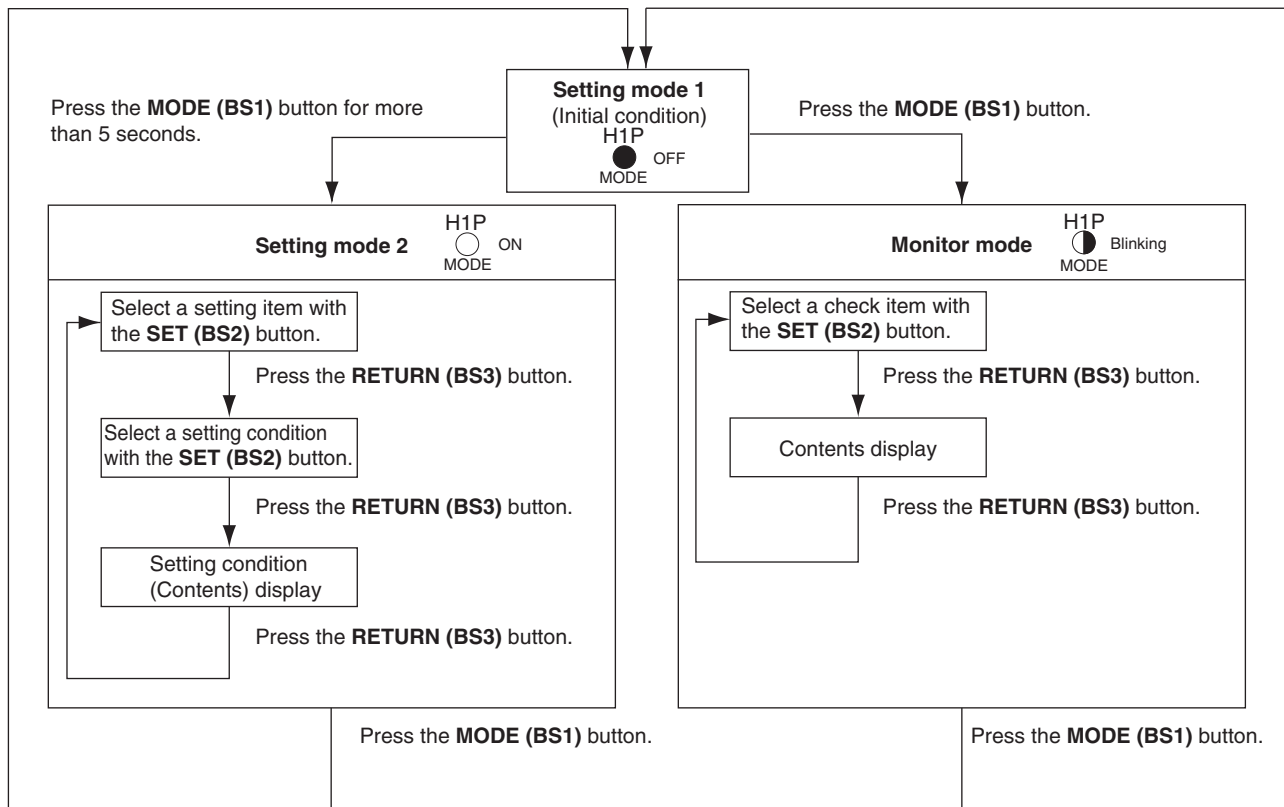 Setting mode 1
(Initial condition)
H1P
OFF
MODE
Press the MODE (BS1) button for more
than 5 seconds.
Press the MODE (BS1) button.
Setting mode 2
H1P
ON
MODE
Select a setting item with
the SET (BS2) button.
Press the RETURN (BS3) button.
Select a setting condition
with the SET (BS2) button.
Press the RETURN (BS3) button.
Setting condition
(Contents) display
Press the RETURN (BS3) button.
Press the MODE (BS1) button.
Monitor mode
H1P
Blinking
MODE
Select a check item with
the SET (BS2) button.
Press the RETURN (BS3) button.
Contents display
Press the RETURN (BS3) button.
Press the MODE (BS1) button.